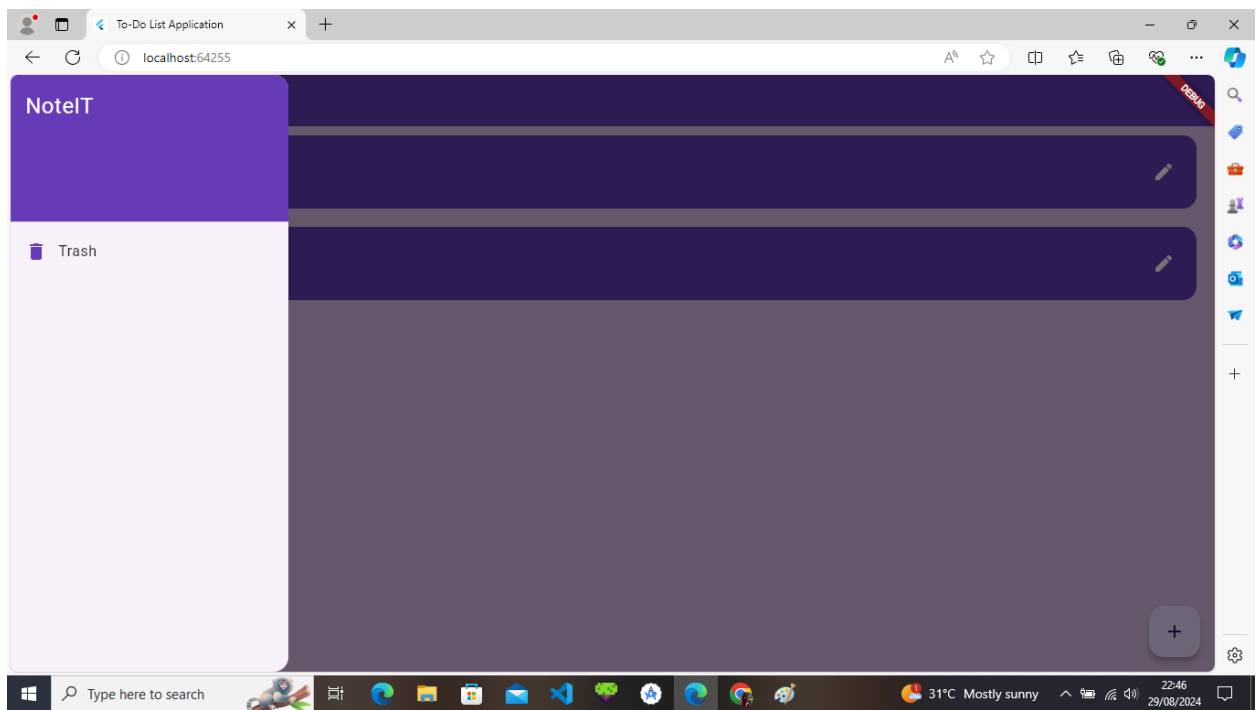 To-Do List Application
localhost:64255
NoteIT
DEBUG
Trash
Type here to search
31°C Mostly sunny
22:46
29/08/2024